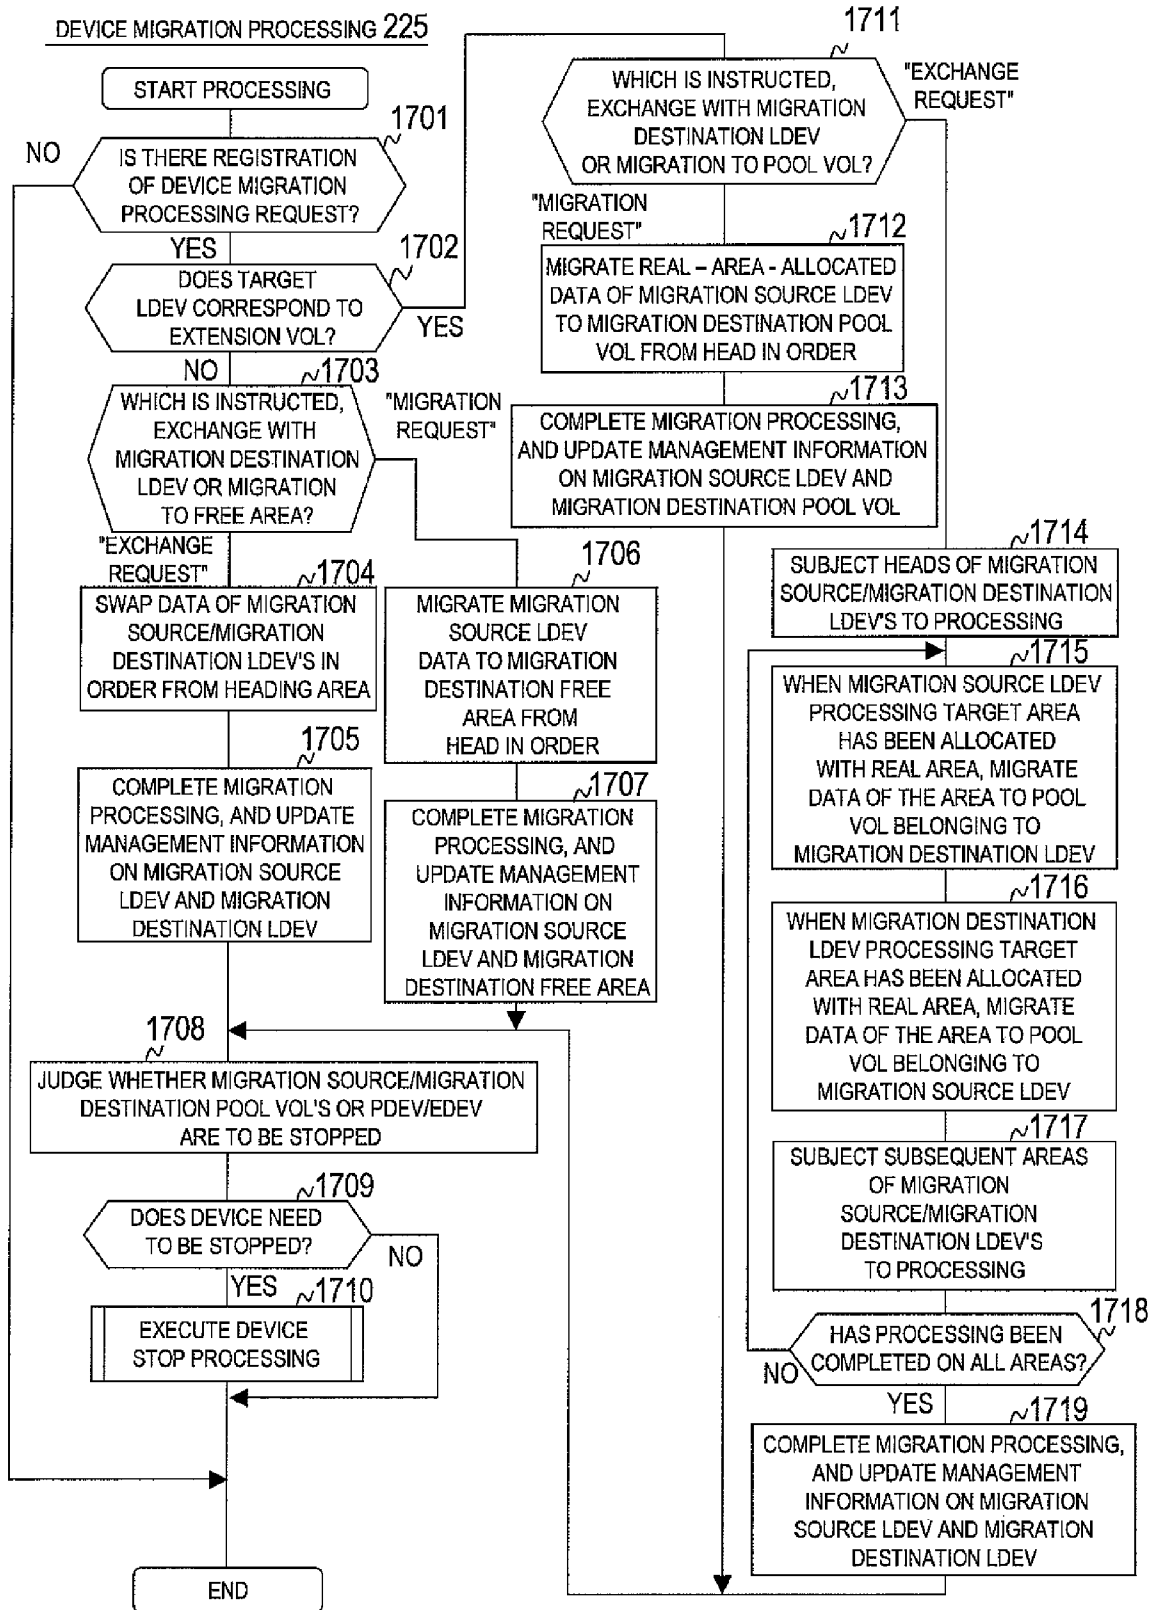 DEVICE MIGRATION PROCESSING 225
START PROCESSING
1701
NO
IS THERE REGISTRATION
OF DEVICE MIGRATION
PROCESSING REQUEST?
YES
1702
DOES TARGET
LDEV CORRESPOND TO
EXTENSION VOL?
YES
NO
1703
WHICH IS INSTRUCTED,
EXCHANGE WITH
MIGRATION DESTINATION
LDEV OR MIGRATION
TO FREE AREA?
"MIGRATION
REQUEST"
"EXCHANGE
REQUEST"
1704
SWAP DATA OF MIGRATION
SOURCE/MIGRATION
DESTINATION LDEV'S IN
ORDER FROM HEADING AREA
1705
COMPLETE MIGRATION
PROCESSING, AND UPDATE
MANAGEMENT INFORMATION
ON MIGRATION SOURCE
LDEV AND MIGRATION
DESTINATION LDEV
1706
MIGRATE MIGRATION
SOURCE LDEV
DATA TO MIGRATION
DESTINATION FREE
AREA FROM
HEAD IN ORDER
1707
COMPLETE MIGRATION
PROCESSING, AND
UPDATE MANAGEMENT
INFORMATION ON
MIGRATION SOURCE
LDEV AND MIGRATION
DESTINATION FREE AREA
1708
JUDGE WHETHER MIGRATION SOURCE/MIGRATION
DESTINATION POOL VOL'S OR PDEV/EDEV
ARE TO BE STOPPED
1709
DOES DEVICE NEED
TO BE STOPPED?
NO
YES
1710
EXECUTE DEVICE
STOP PROCESSING
END
1711
WHICH IS INSTRUCTED,
EXCHANGE WITH MIGRATION
DESTINATION LDEV
OR MIGRATION TO POOL VOL?
"EXCHANGE
REQUEST"
"MIGRATION
REQUEST"
1712
MIGRATE REAL – AREA - ALLOCATED
DATA OF MIGRATION SOURCE LDEV
TO MIGRATION DESTINATION POOL
VOL FROM HEAD IN ORDER
1713
COMPLETE MIGRATION PROCESSING,
AND UPDATE MANAGEMENT INFORMATION
ON MIGRATION SOURCE LDEV AND
MIGRATION DESTINATION POOL VOL
1714
SUBJECT HEADS OF MIGRATION
SOURCE/MIGRATION DESTINATION
LDEV'S TO PROCESSING
1715
WHEN MIGRATION SOURCE LDEV
PROCESSING TARGET AREA
HAS BEEN ALLOCATED
WITH REAL AREA, MIGRATE
DATA OF THE AREA TO POOL
VOL BELONGING TO
MIGRATION DESTINATION LDEV
1716
WHEN MIGRATION DESTINATION
LDEV PROCESSING TARGET
AREA HAS BEEN ALLOCATED
WITH REAL AREA, MIGRATE
DATA OF THE AREA TO POOL
VOL BELONGING TO
MIGRATION SOURCE LDEV
1717
SUBJECT SUBSEQUENT AREAS
OF MIGRATION
SOURCE/MIGRATION
DESTINATION LDEV'S
TO PROCESSING
1718
HAS PROCESSING BEEN
COMPLETED ON ALL AREAS?
NO
YES
1719
COMPLETE MIGRATION PROCESSING,
AND UPDATE MANAGEMENT
INFORMATION ON MIGRATION
SOURCE LDEV AND MIGRATION
DESTINATION LDEV